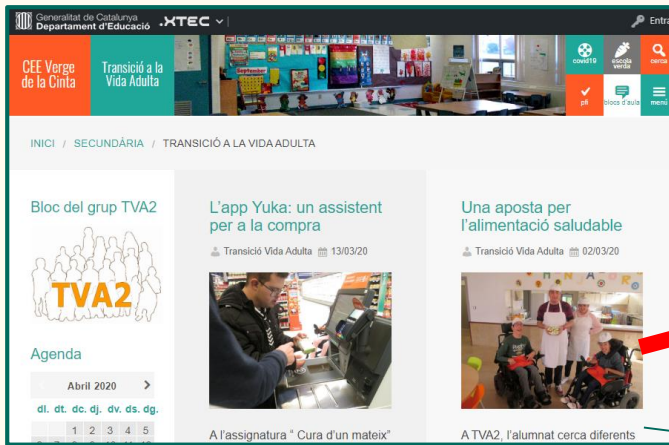 Generalitat de Catalunya
Departament d'Educació
XTEC
Entra
CEE Verge
de la Cinta
Transició a la
Vida Adulta
covid19
escola
verda
cerca
pfi
blocs d'aula
menú
INICI / SECUNDÀRIA / TRANSICIÓ A LA VIDA ADULTA
Bloc del grup TVA2
TVA2
Agenda
Abril 2020
dl. dt. dc. dj. dv. ds. dg.
1 2 3 4 5
L'app Yuka: un assistent
per a la compra
Transició Vida Adulta 13/03/20
A l'assignatura " Cura d'un mateix"
Una aposta per
l'alimentació saludable
Transició Vida Adulta 02/03/20
A TVA2, l'alumnat cerca diferents